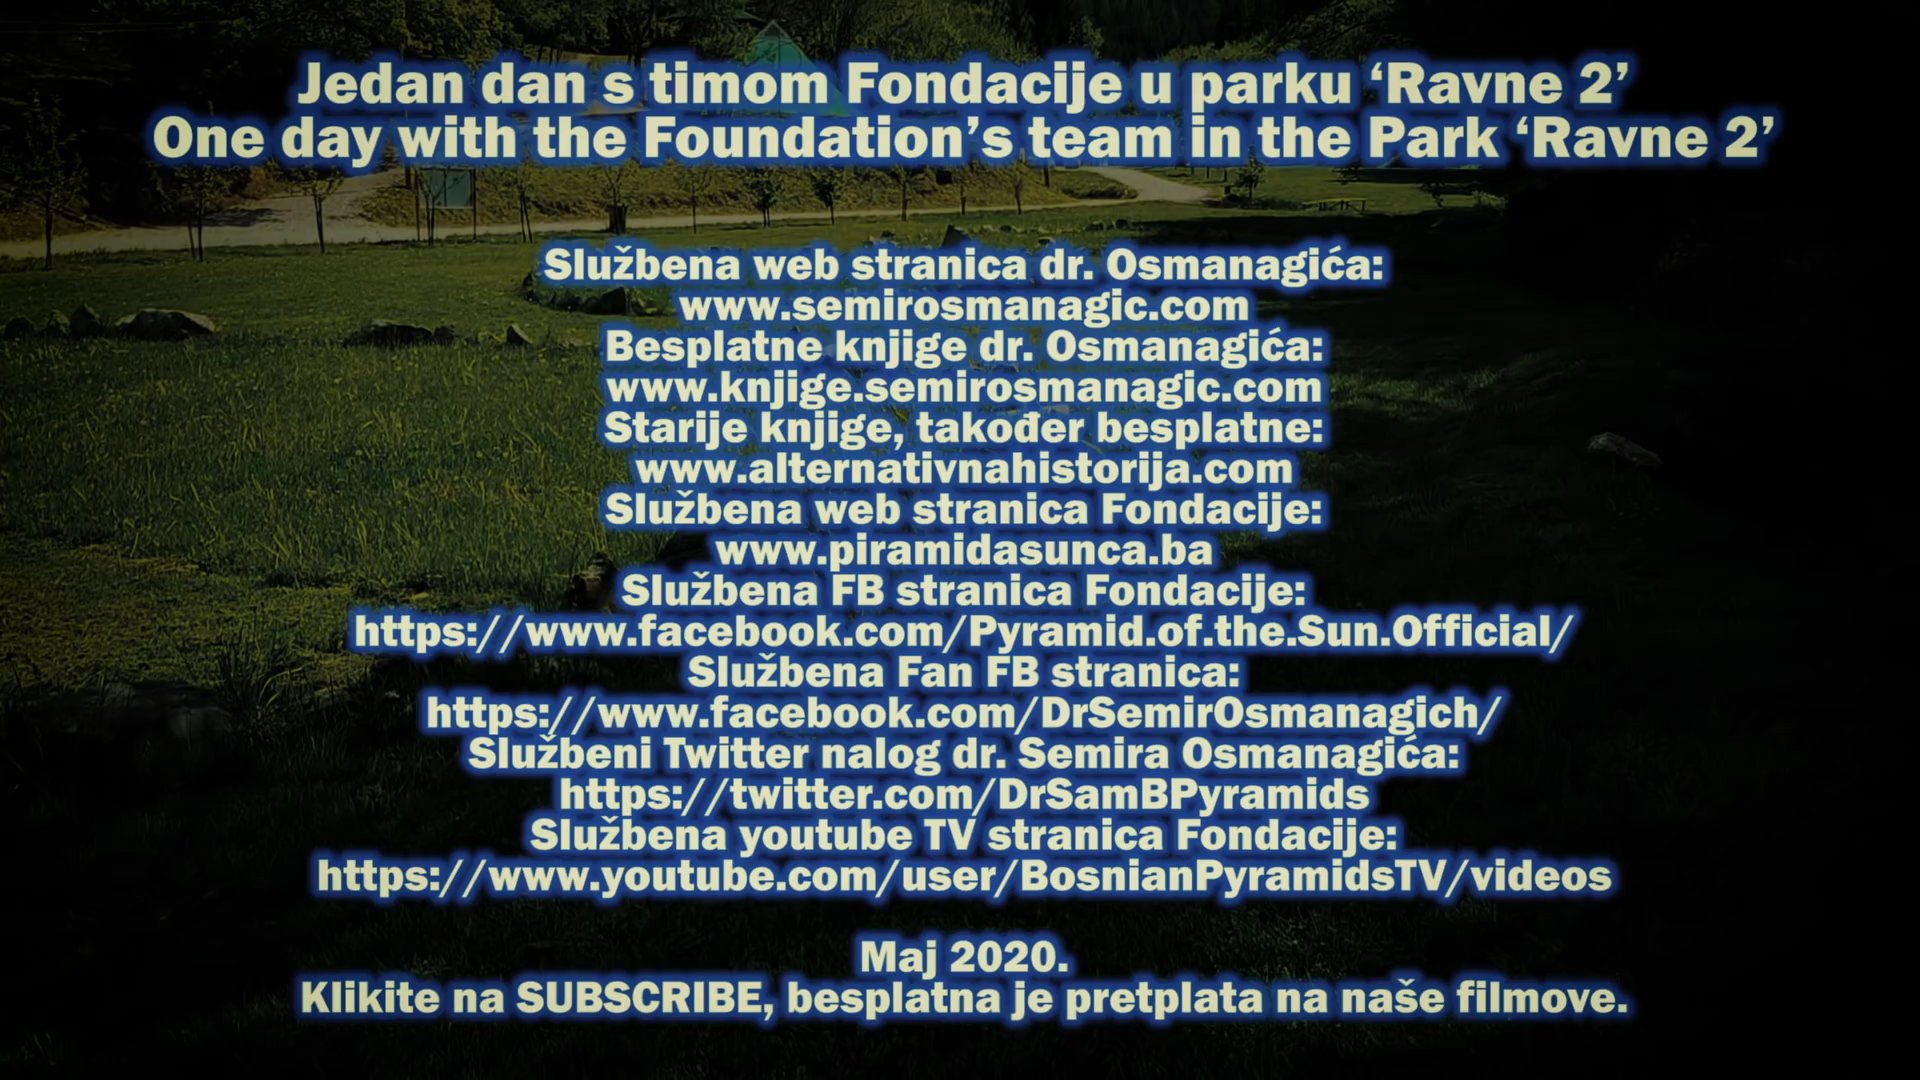 Jedan dan s timom Fondacije u parku ‘Ravne 2’
One day with the Foundation’s team in the Park ‘Ravne 2’
Službena web stranica dr. Osmanagića:
www.semirosmanagic.com
Besplatne knjige dr. Osmanagića:
www.knjige.semirosmanagic.com
Starije knjige, također besplatne:
www.alternativnahistorija.com
Službena web stranica Fondacije:
www.piramidasunca.ba
Službena FB stranica Fondacije:
https://www.facebook.com/Pyramid.of.the.Sun.Official/
Službena Fan FB stranica:
https://www.facebook.com/DrSemirOsmanagich/
Službeni Twitter nalog dr. Semira Osmanagića:
https://twitter.com/DrSamBPyramids
Službena youtube TV stranica Fondacije:
https://www.youtube.com/user/BosnianPyramidsTV/videos
Maj 2020.
Klikite na SUBSCRIBE, besplatna je pretplata na naše filmove.